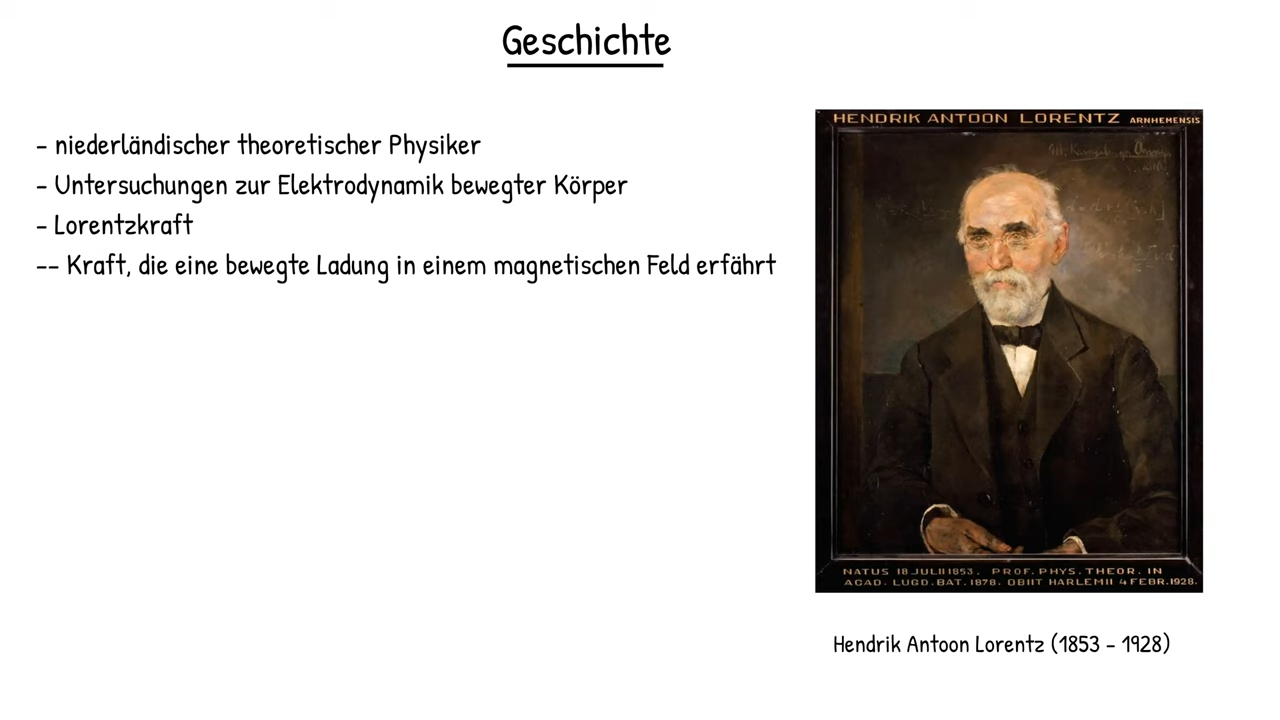 Geschichte
- niederländischer theoretischer Physiker
- Untersuchungen zur Elektrodynamik bewegter Körper
- Lorentzkraft
-- Kraft, die eine bewegte Ladung in einem magnetischen Feld erfährt
HENDRIK ANTOON LORENTZ ARNHEMENSIS
NATUS 18 JULII 1853. PROF. PHYS. THEOR. IN
ACAD. LUGD. BAT. 1878. OBIIT HARLEMII 4 FEBR. 1928.
Hendrik Antoon Lorentz (1853 - 1928)